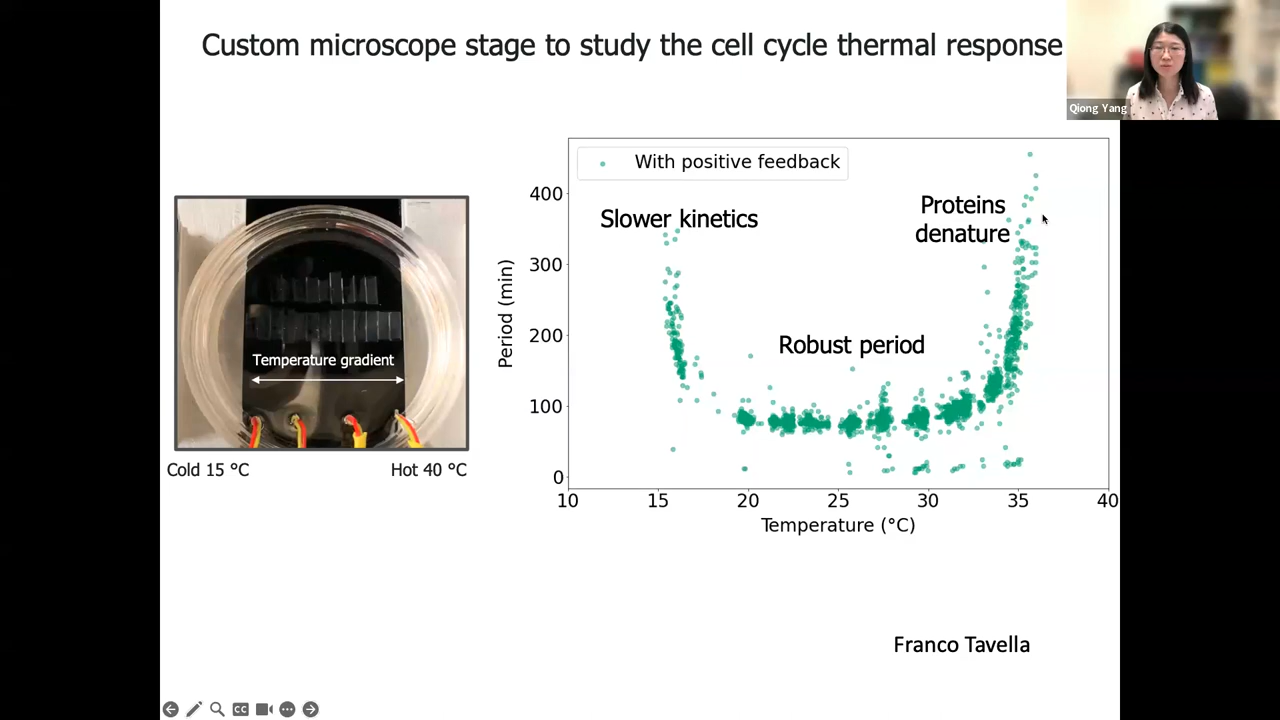 Custom microscope stage to study the cell cycle thermal response
Qiong Yang
With positive feedback
400
300
200
100
0
Period (min)
Slower kinetics
Proteins
denature
Robust period
10
15
20
25
30
35
40
Temperature (°C)
Temperature gradient
Cold 15 °C
Hot 40 °C
Franco Tavella
CC